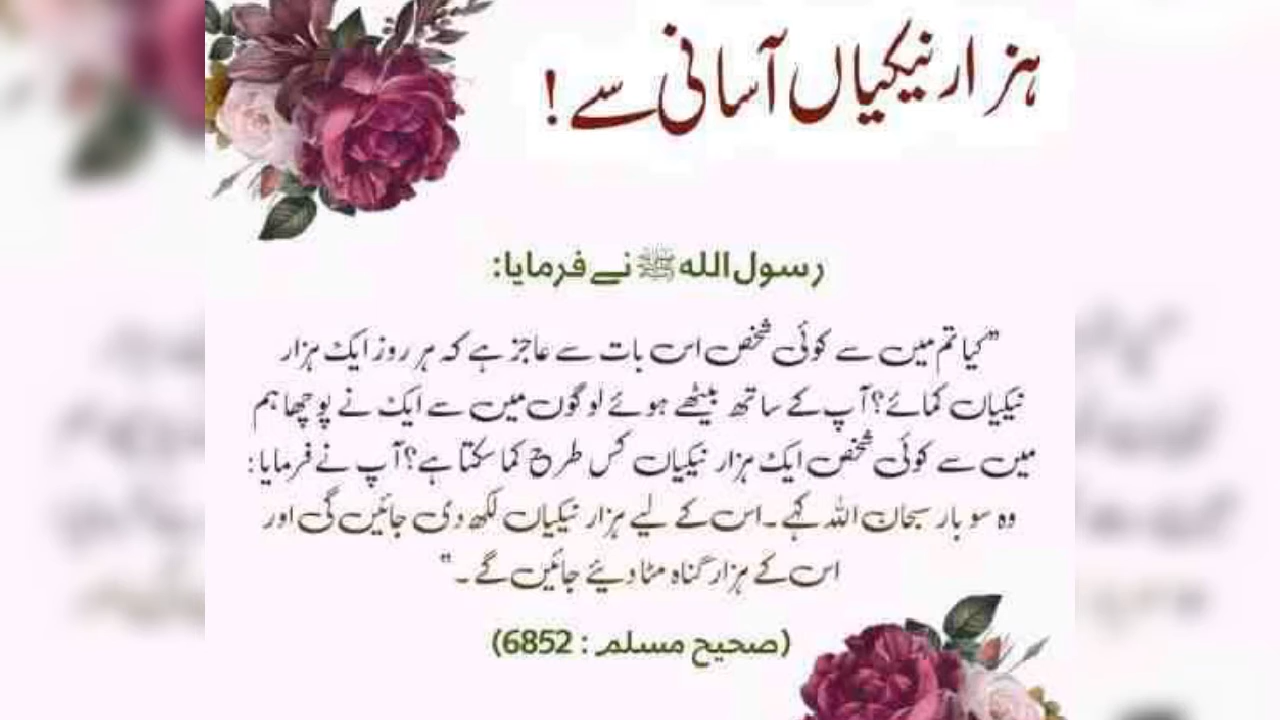 ہزار نیکیاں آسانی سے!
رسول اللہ ﷺ نے فرمایا:
”کیا تم میں سے کوئی شخص اس بات سے عاجز ہے کہ ہر روز ایک ہزار
نیکیاں کمائے؟ آپ کے ساتھ بیٹھے ہوئے لوگوں میں سے ایک نے پوچھا ہم
میں سے کوئی شخص ایک ہزار نیکیاں کس طرح کما سکتا ہے؟ آپ نے فرمایا:
وہ سو بار سبحان اللہ کہے۔ اس کے لیے ہزار نیکیاں لکھ دی جائیں گی اور
اس کے ہزار گناہ مٹا دیئے جائیں گے۔“
(صحیح مسلم: 6852)